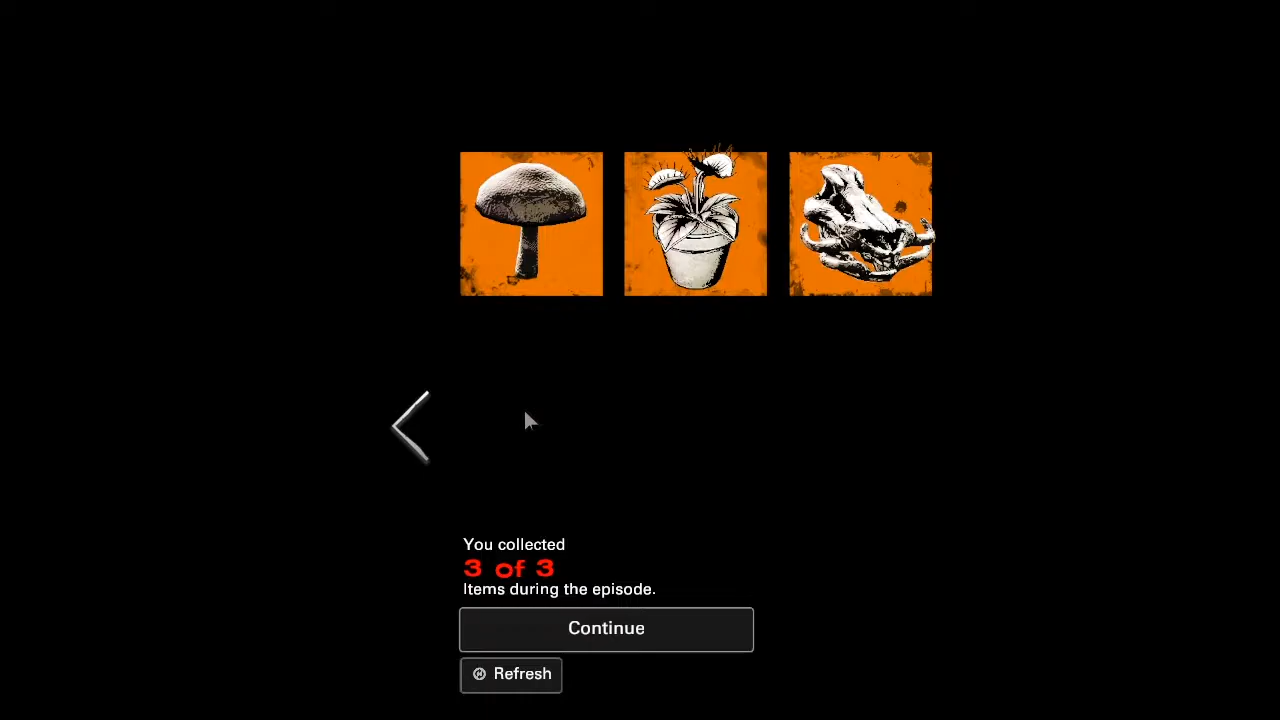 You collected
3 of 3
Items during the episode.
Continue
Refresh